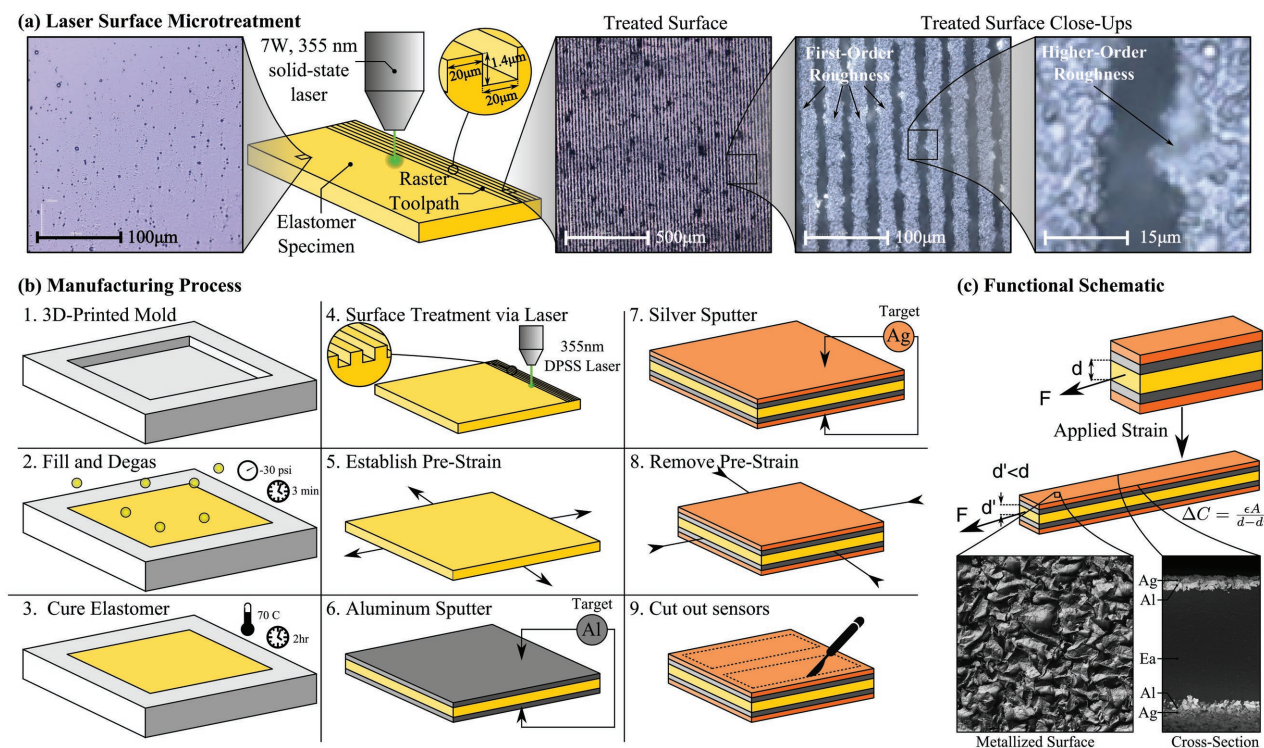 (a) Laser Surface Microtreatment
Treated Surface
Treated Surface Close-Ups
7W, 355 nm
solid-state
laser
20μm
1.4μm
20μm
First-Order
Roughness
Higher-Order
Roughness
Raster
Toolpath
Elastomer
Specimen
100μm
500μm
100μm
15μm
(b) Manufacturing Process
(c) Functional Schematic
1. 3D-Printed Mold
4. Surface Treatment via Laser
355nm
DPSS Laser
7. Silver Sputter
Target
Ag
2. Fill and Degas
-30 psi
3 min
5. Establish Pre-Strain
8. Remove Pre-Strain
3. Cure Elastomer
70 C
2hr
6. Aluminum Sputter
Target
Al
9. Cut out sensors
d
F
Applied Strain
d'<d
d'
F
ΔC = ϵA/d−d
Ag
Al
Ea
Al
Ag
Metallized Surface
Cross-Section